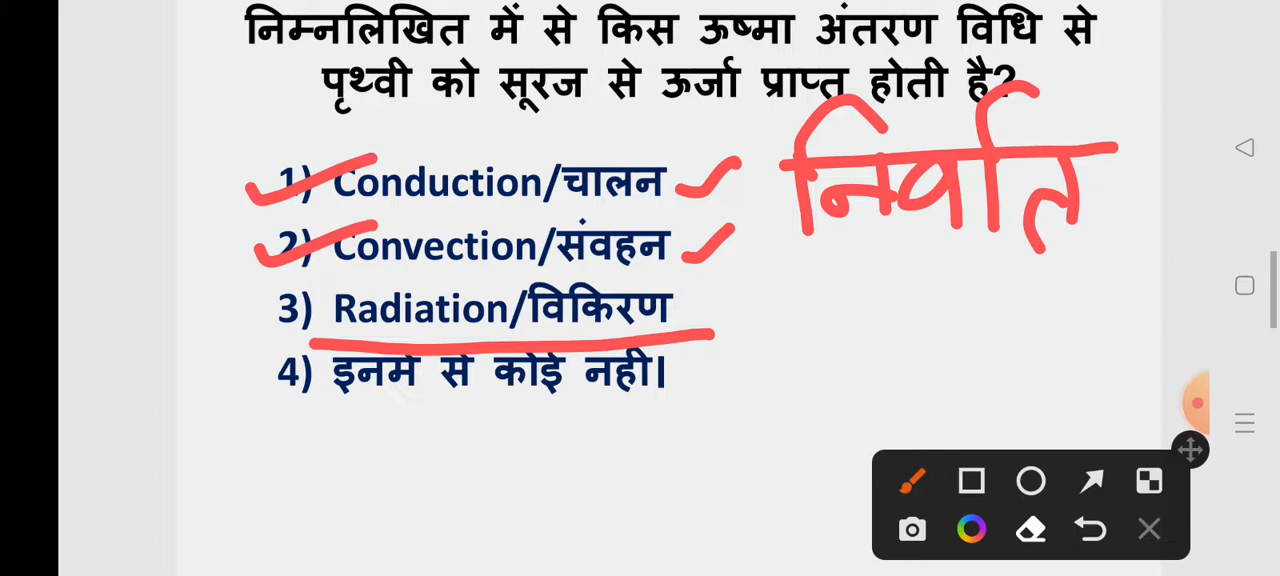 निम्नलिखित में से किस ऊष्मा अंतरण विधि से
पृथ्वी को सूरज से ऊर्जा प्राप्त होती है?
1) Conduction/चालन
2) Convection/संवहन
3) Radiation/विकिरण
4) इनमे से कोई नही।
निर्वात